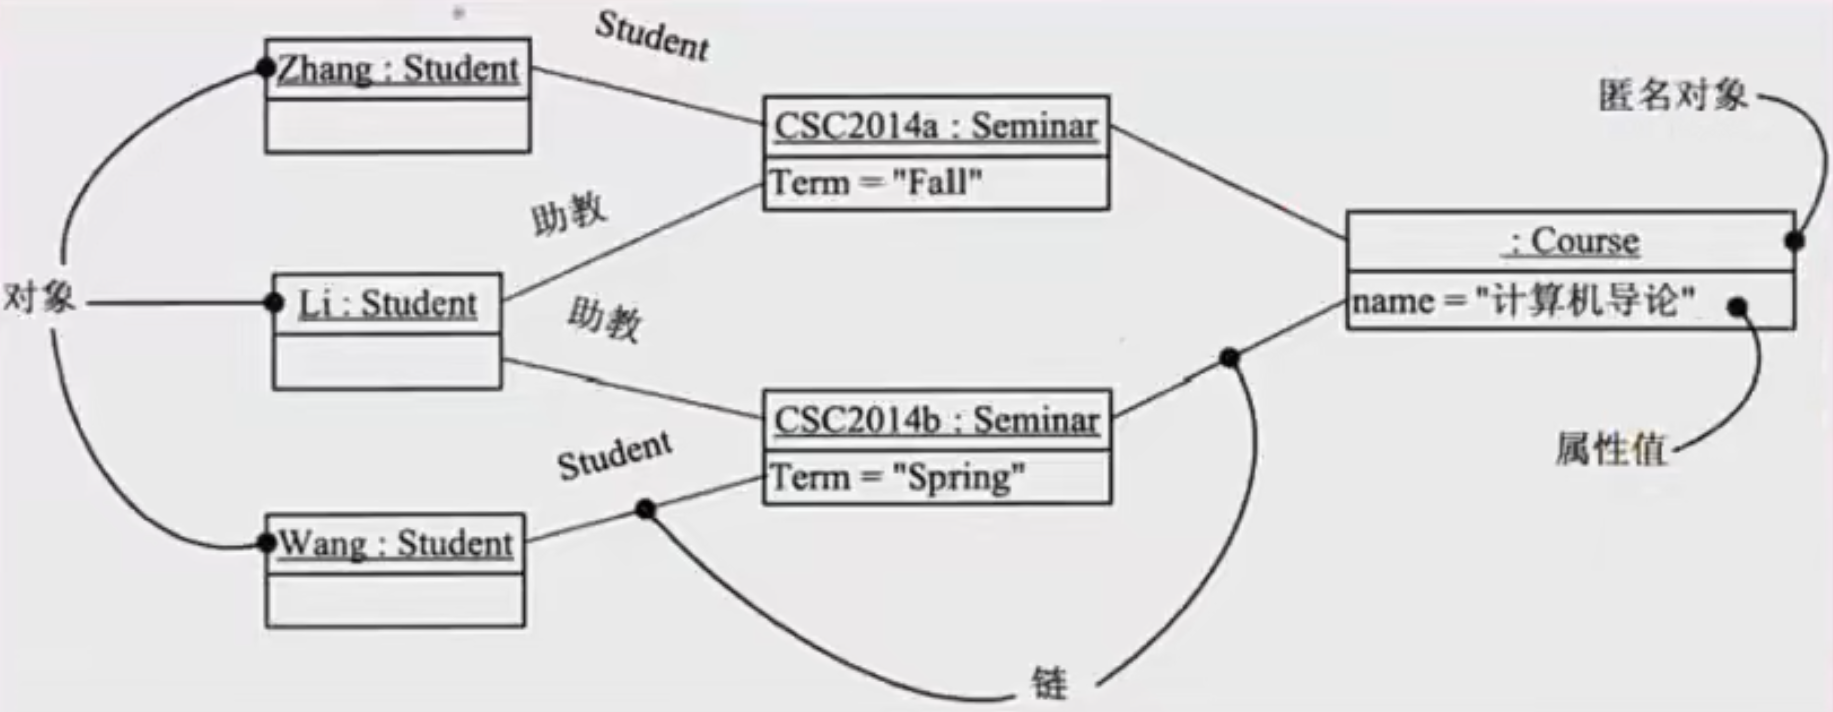 Student
Zhang : Student
匿名对象
CSC2014a : Seminar
Term = "Fall"
助教
: Course
name = "计算机导论"
对象
Li : Student
助教
CSC2014b : Seminar
Term = "Spring"
属性值
Student
Wang : Student
链